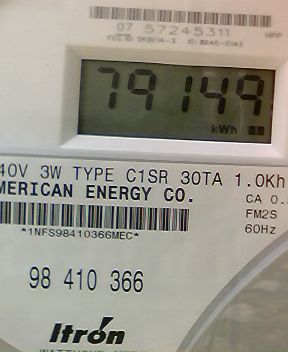 07 57245311
79149
kWh
40V 3W TYPE C1SR 30TA 1.0Kh
MERICAN ENERGY CO.
CA 0.
FM2S
*1NFS98410366MEC*
60Hz
98 410 366
Itrón